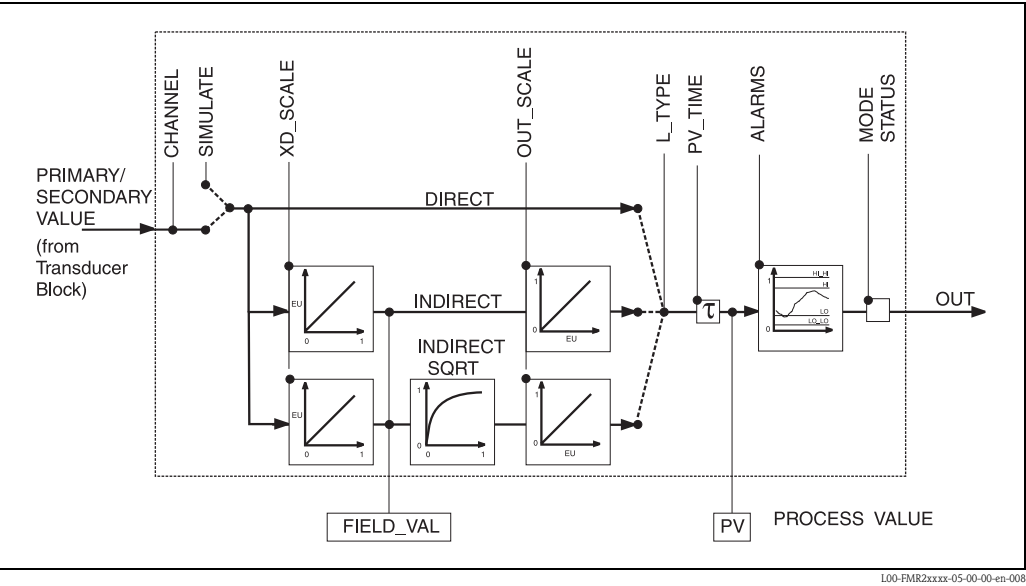 CHANNEL
SIMULATE
XD_SCALE
OUT_SCALE
L_TYPE
PV_TIME
ALARMS
MODE
STATUS
PRIMARY/
SECONDARY
VALUE
(from
Transducer
Block)
DIRECT
EU
0 1
INDIRECT
1
0
EU
τ
1
0
HI_HI
HI
LO
LO_LO
OUT
INDIRECT
SQRT
EU
0 1
1
0
0 1
1
0
EU
FIELD_VAL
PV
PROCESS VALUE
L00-FMR2xxxx-05-00-00-en-008